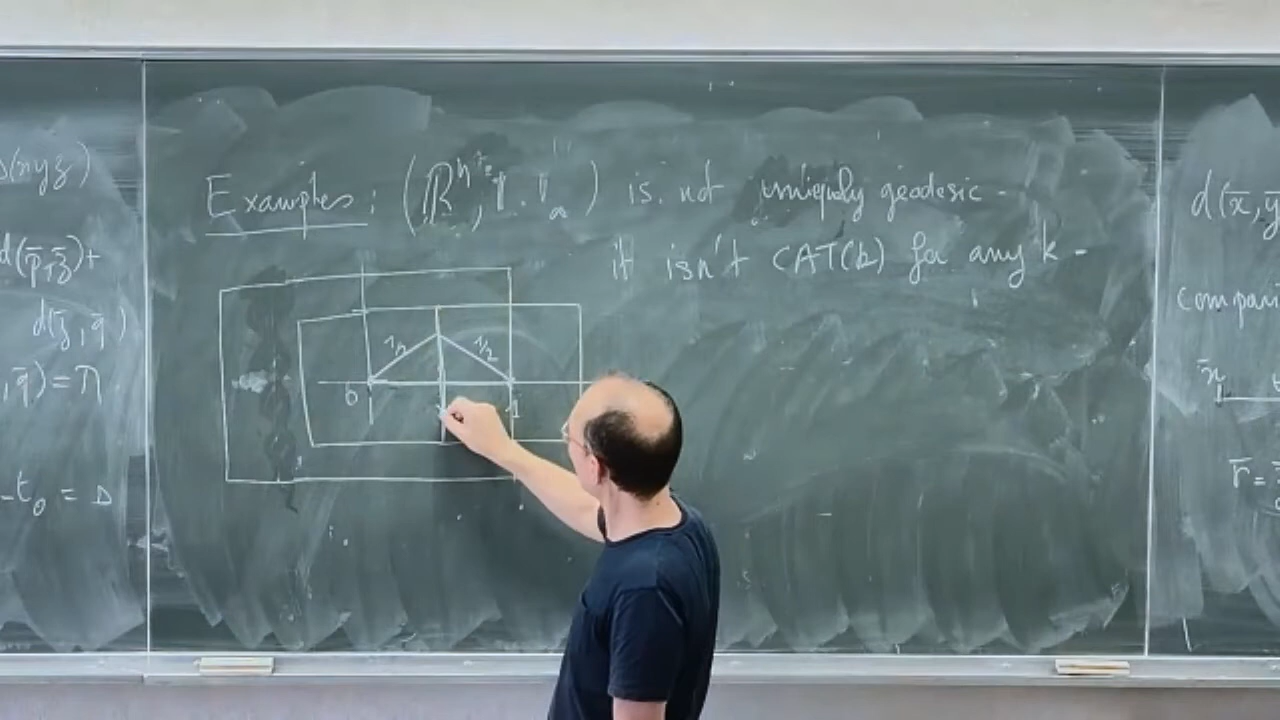 Δ(xyz)
d(p̄,z̄)+
d(z̄,q̄)
,q̄)=π
-t₀ = Δ
Examples: (ℝⁿ, ‖·‖∞) is not uniquely geodesic -
it isn't CAT(k) for any k -
1/2 1/2
0 1
d(x̄,ȳ
compari
x̄
r̄ =